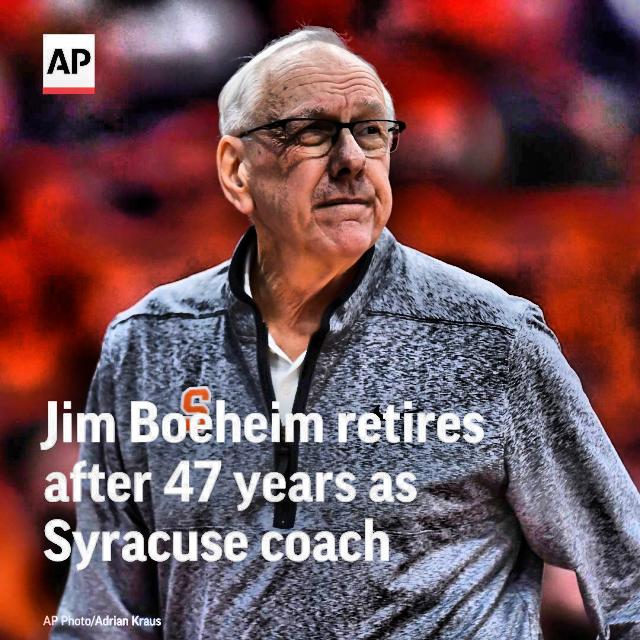 AP
S
Jim Boeheim retires
after 47 years as
Syracuse coach
AP Photo/Adrian Kraus